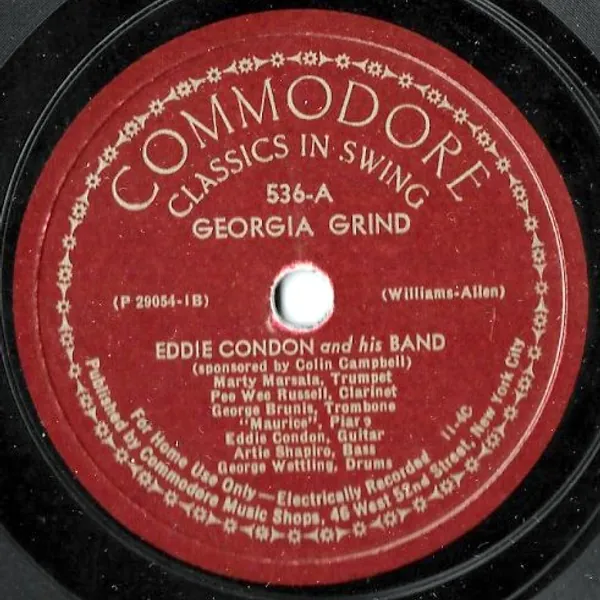 COMMODORE
CLASSICS IN SWING
536-A
GEORGIA GRIND
(P 29054-1B)
(Williams-Allen)
EDDIE CONDON and his BAND
(sponsored by Colin Campbell)
Marty Marsala, Trumpet
Pee Wee Russell, Clarinet
George Brunis, Trombone
"Maurice", Piano
Eddie Condon, Guitar
Artie Shapiro, Bass
George Wettling, Drums
11-4C
For Home Use Only — Electrically Recorded
Published by Commodore Music Shops, 46 West 52nd Street, New York City